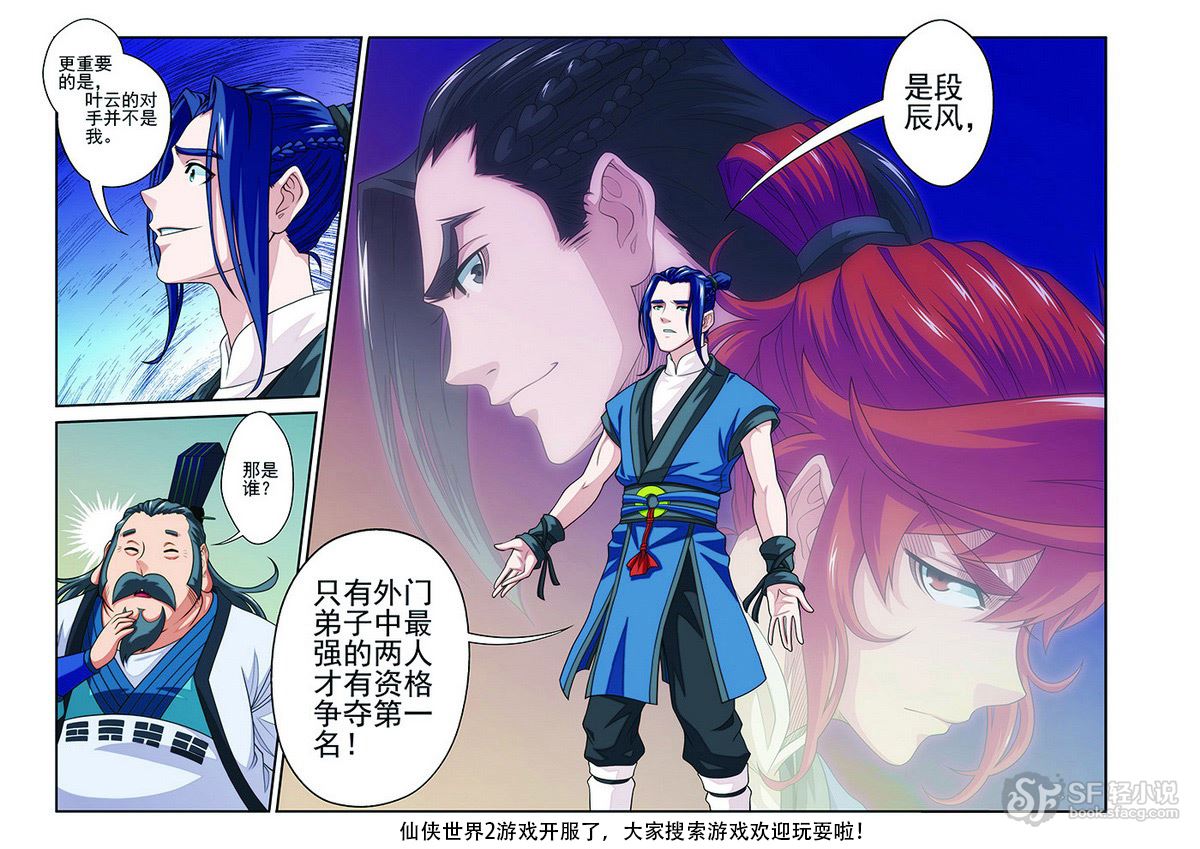 更重要
的是，
叶云的对
手并不是
我。
那是
谁？
是段
辰风，
只有外门最
弟子中的两人
强的有资格
才争夺第一
名！
SF轻小说
book.sfacg.com
仙侠世界2游戏开服了，大家搜索游戏欢迎玩耍啦！